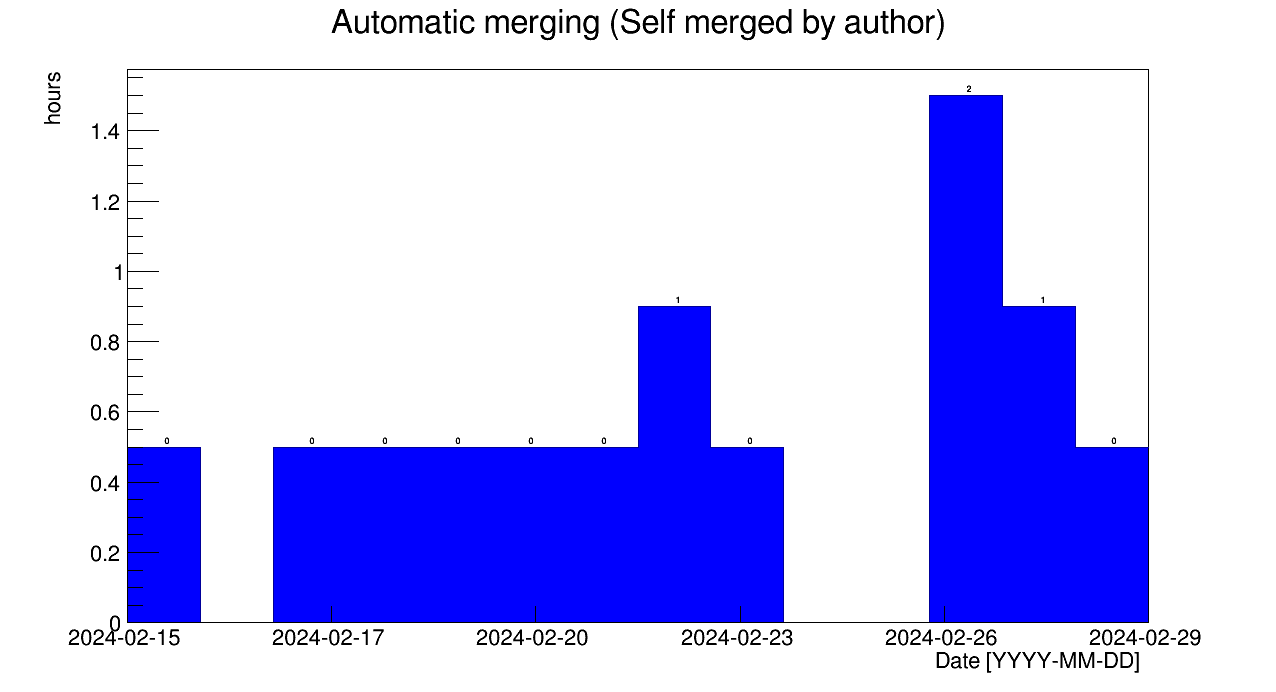 Automatic merging (Self merged by author)
hours
1.4
1.2
1
0.8
0.6
0.4
0.2
0
0 0 0 0 0 0 1 0 2 1 0
2024-02-15 2024-02-17 2024-02-20 2024-02-23 2024-02-26 2024-02-29
Date [YYYY-MM-DD]